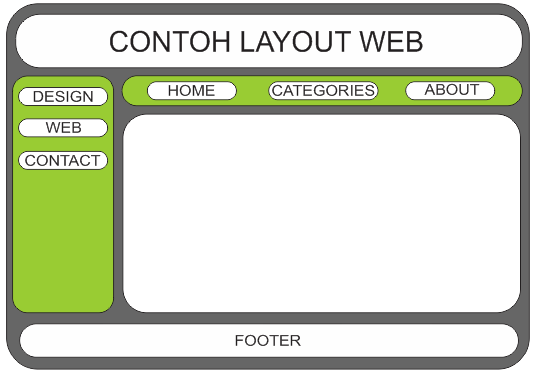 CONTOH LAYOUT WEB
HOME CATEGORIES ABOUT
DESIGN
WEB
CONTACT
FOOTER